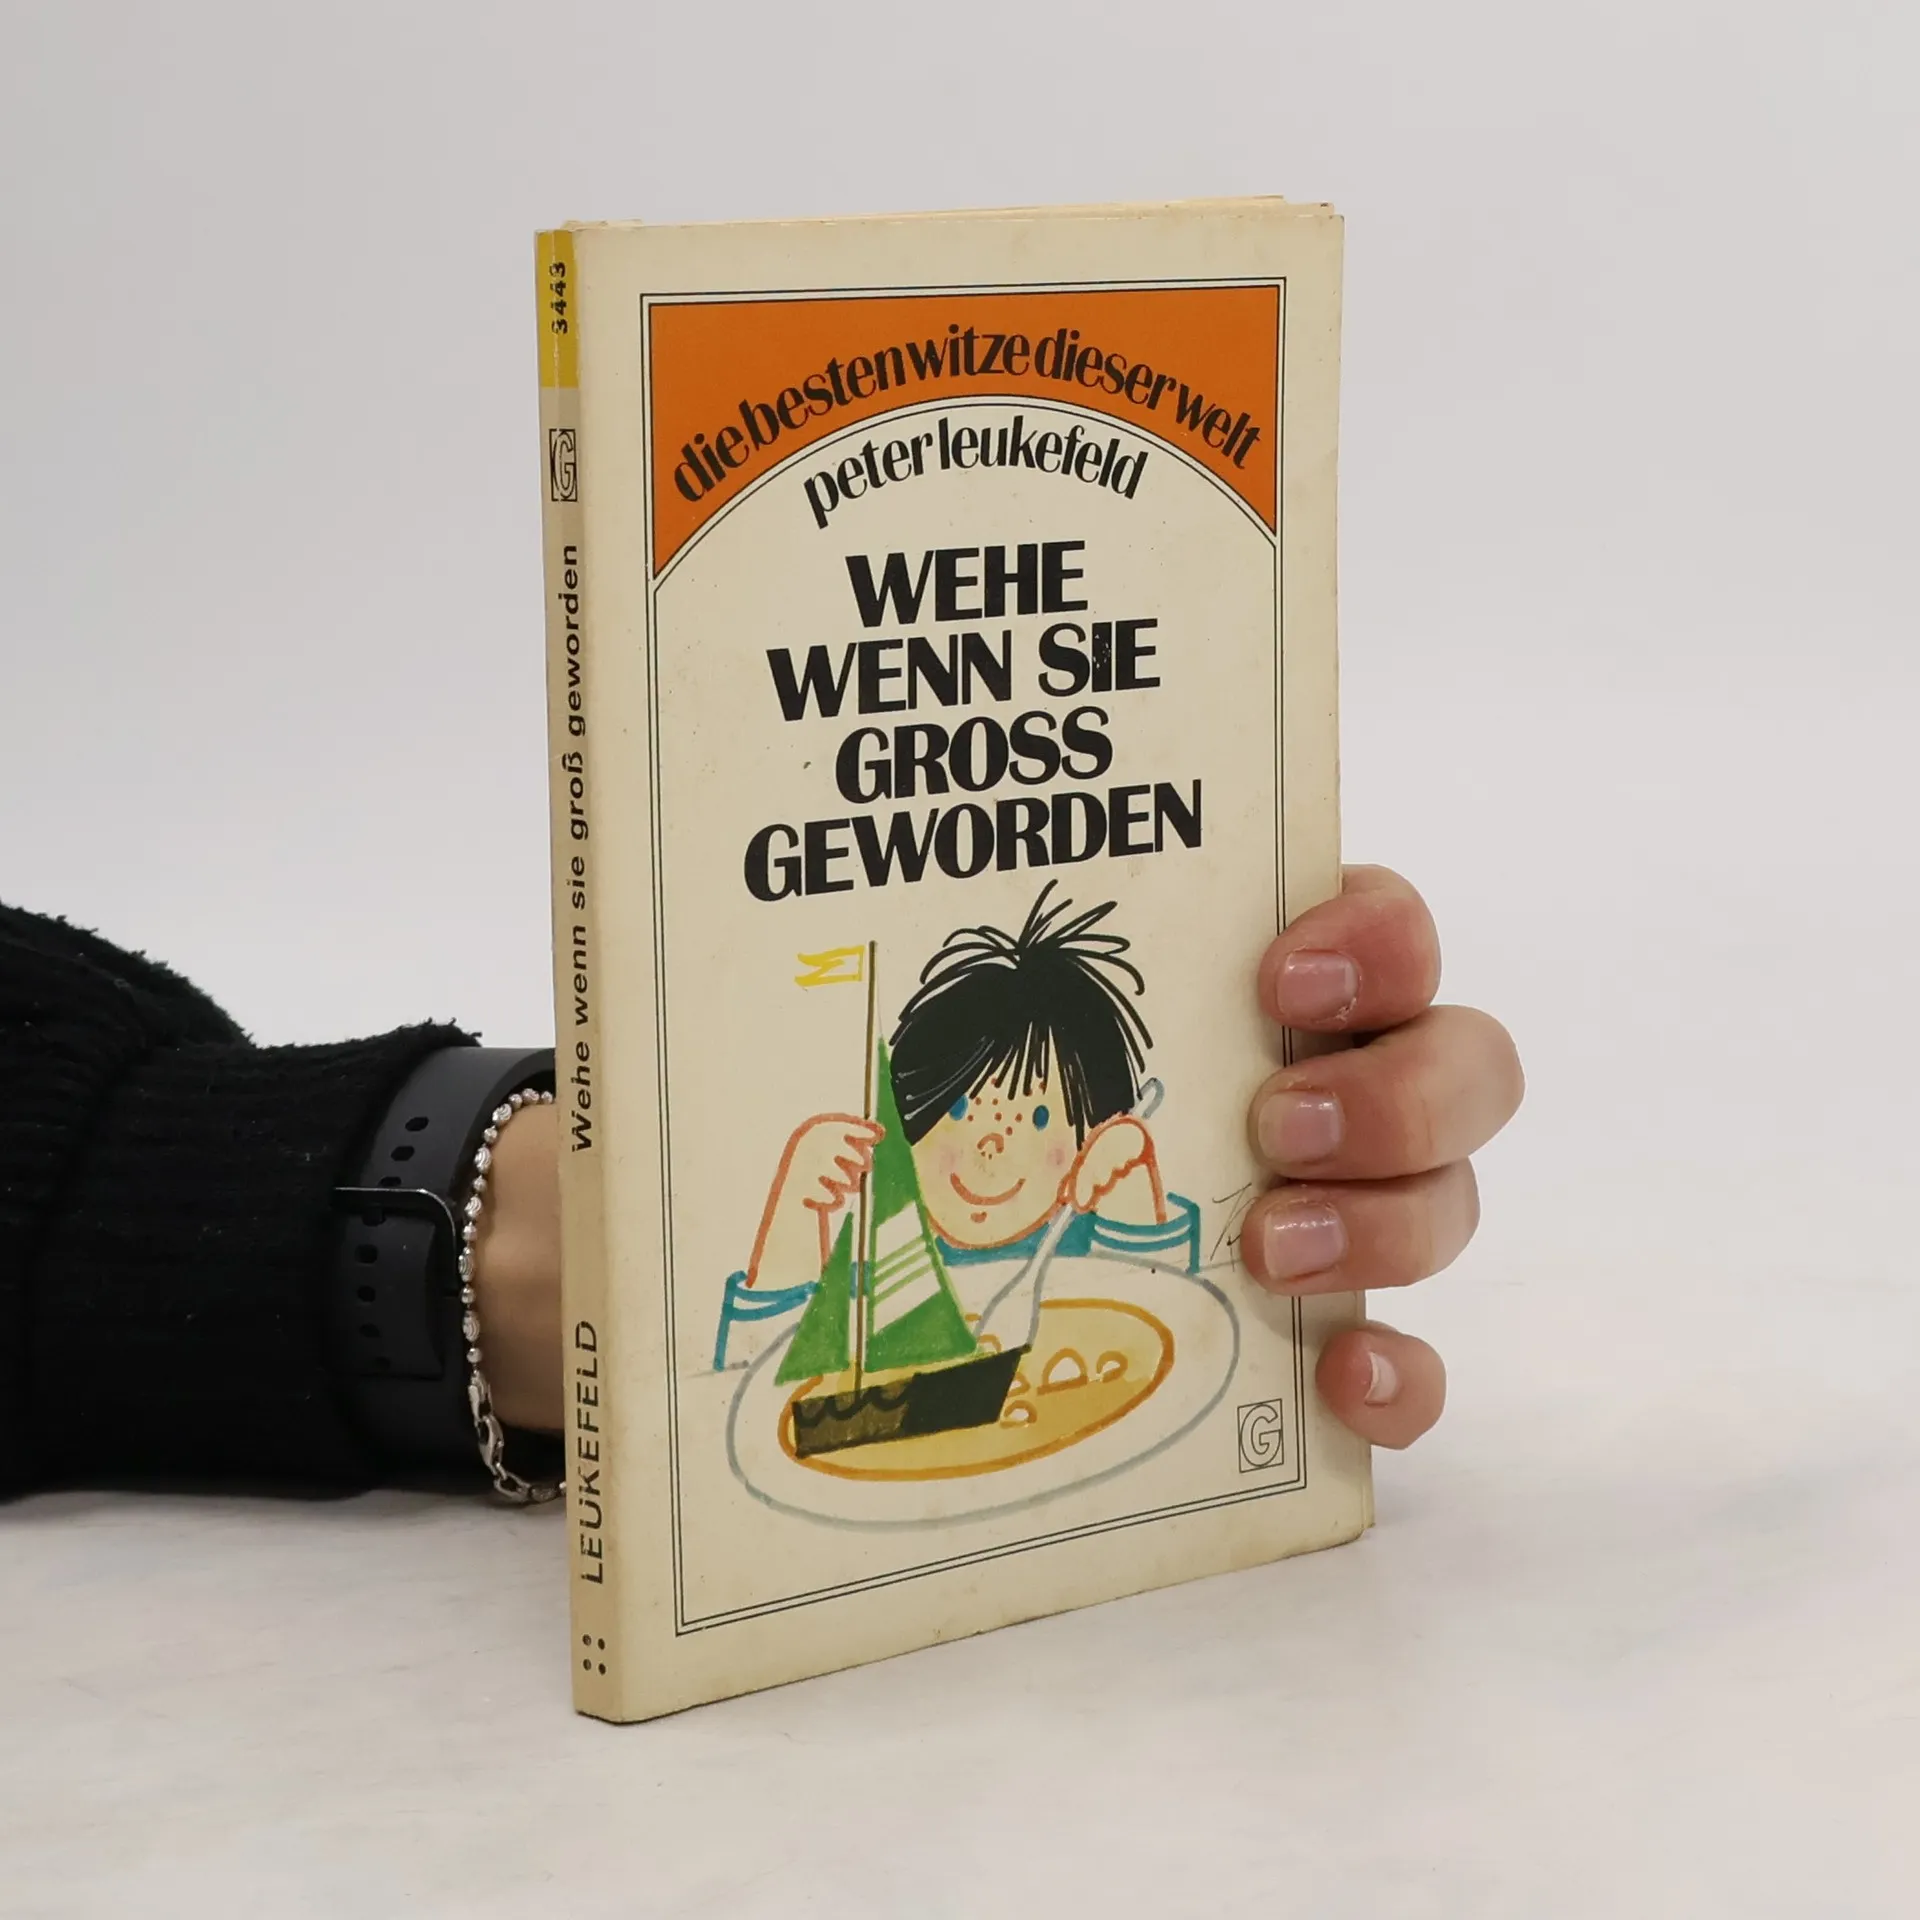 die besten witze dieser welt
peter leukefeld
WEHE
WENN SIE
GROSS
GEWORDEN
G
3443
G
Wehe wenn sie groß geworden
LEUKEFELD